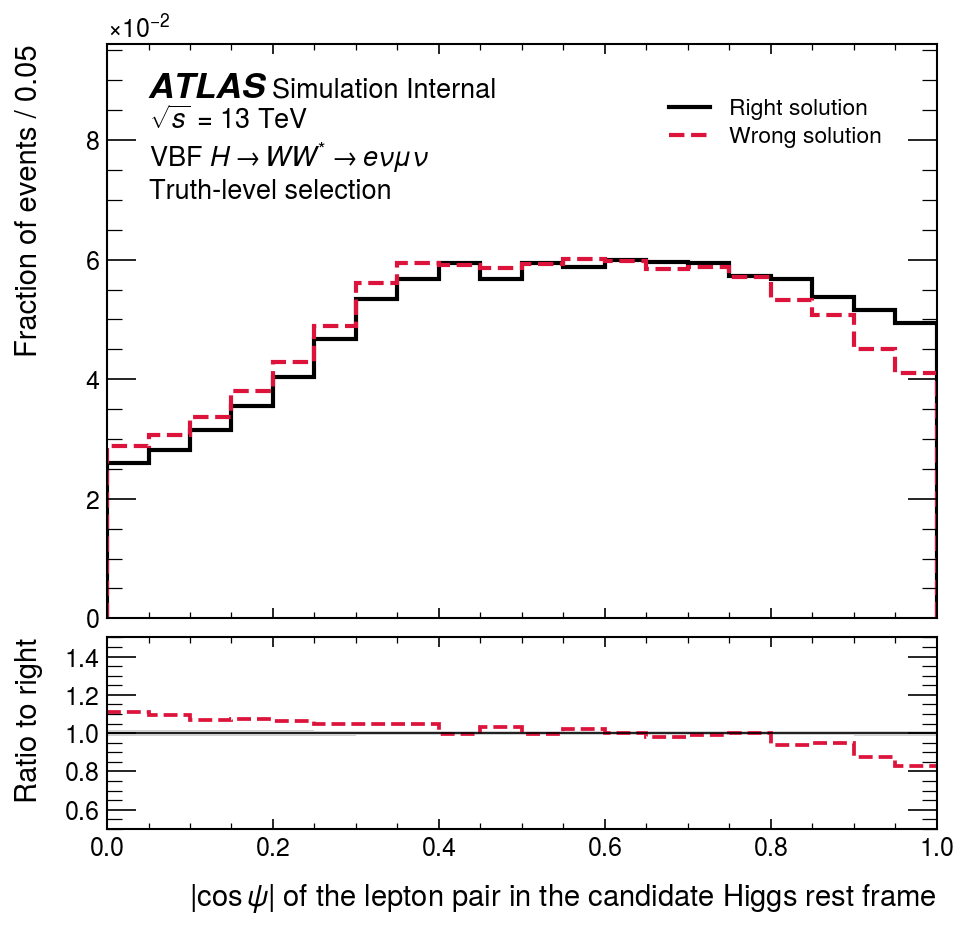 ×10⁻²
Fraction of events / 0.05
ATLAS Simulation Internal
√s = 13 TeV
VBF H → WW* → eνμν
Truth-level selection
Right solution
Wrong solution
8
6
4
2
0
Ratio to right
1.4
1.2
1.0
0.8
0.6
0.0 0.2 0.4 0.6 0.8 1.0
|cos ψ| of the lepton pair in the candidate Higgs rest frame